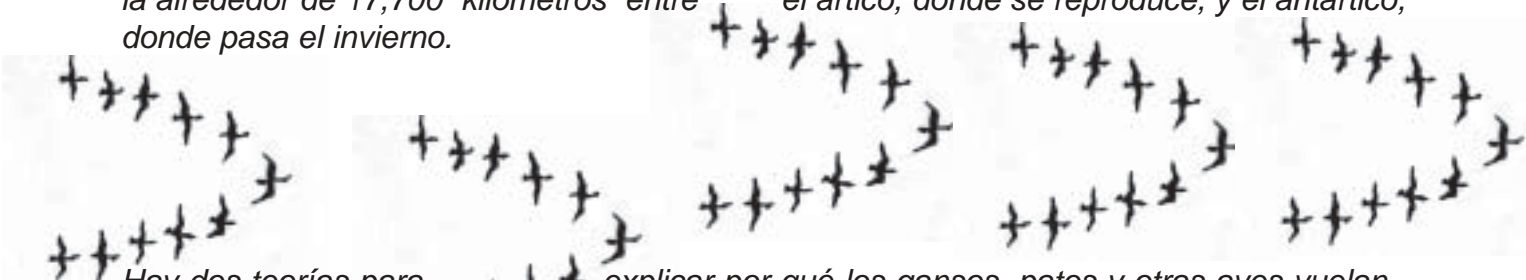 la alrededor de 17,700 kilómetros entre el ártico, donde se reproduce, y el antártico,
donde pasa el invierno.
Hay dos teorías para explicar por qué los gansos, patos y otras aves vuelan